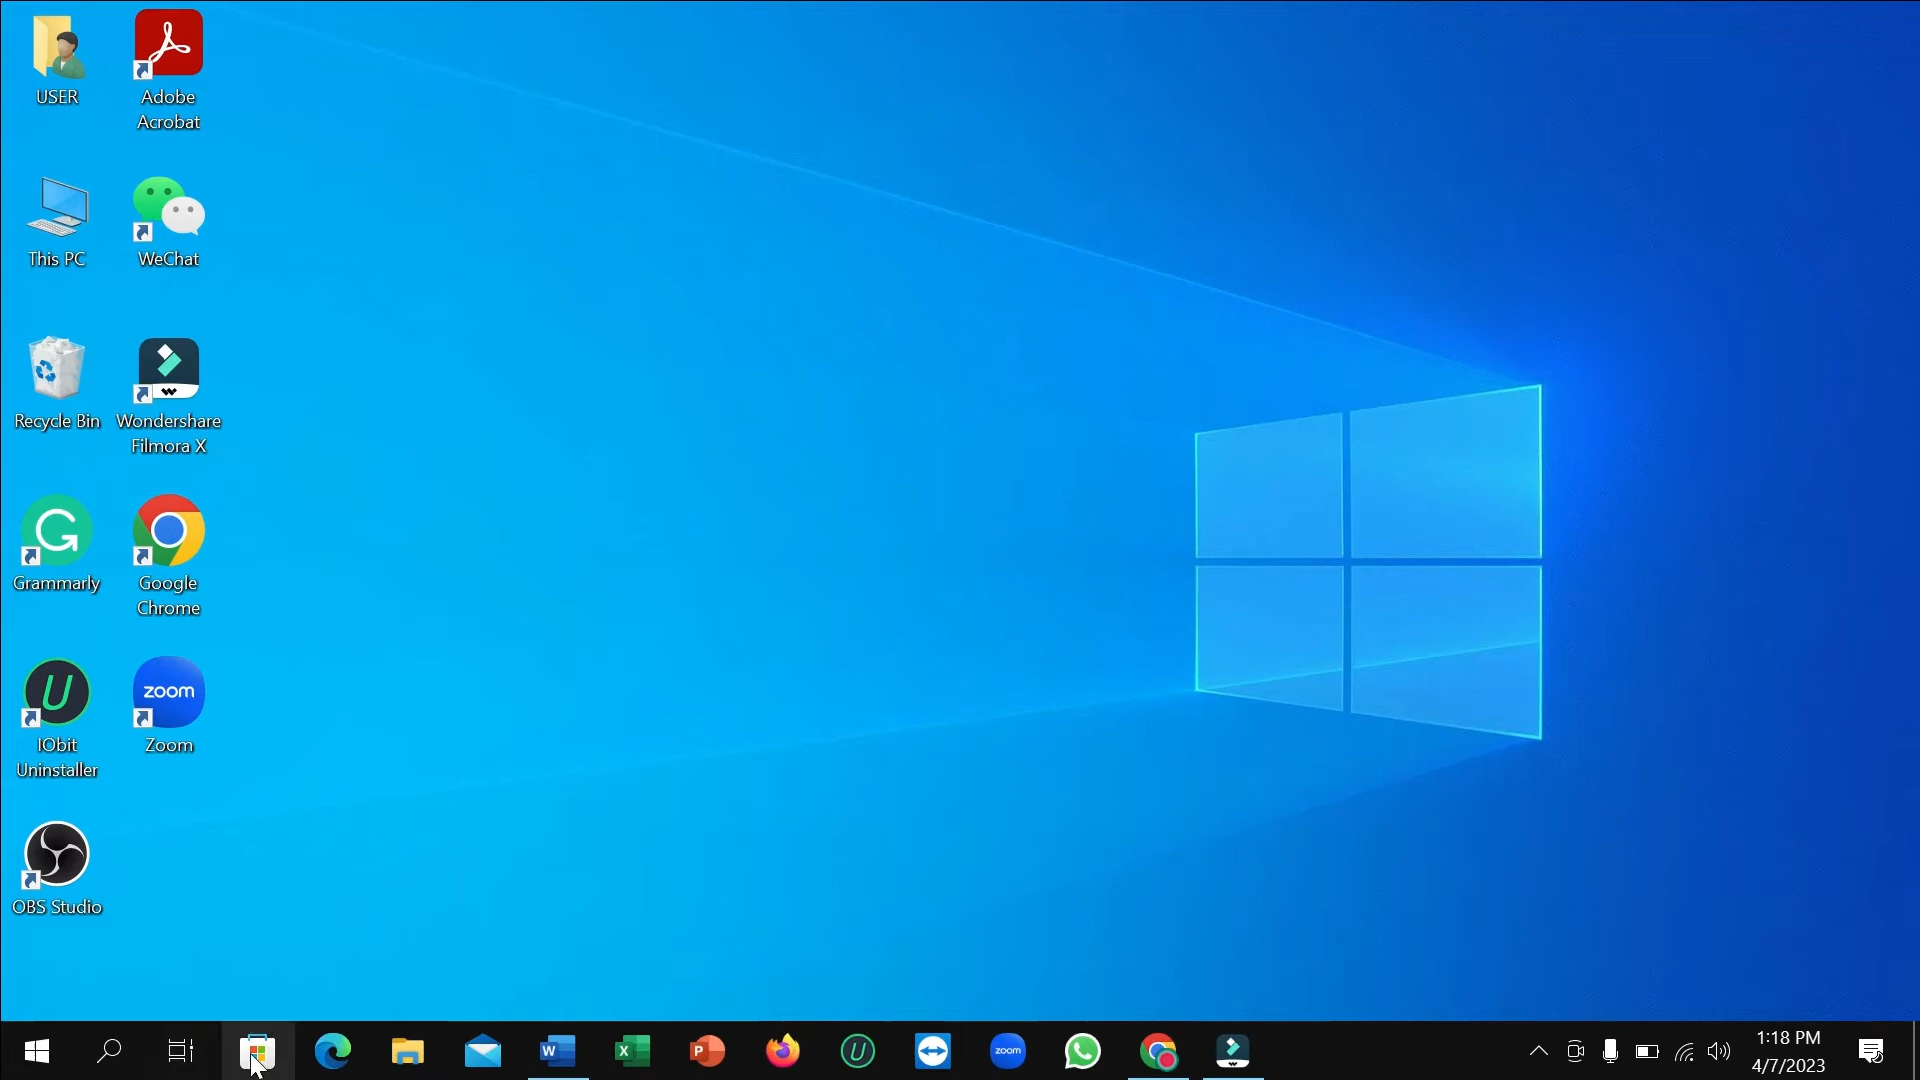 USER
Adobe
Acrobat
This PC
WeChat
Recycle Bin
Wondershare
Filmora X
Grammarly
Google
Chrome
zoom
IObit
Uninstaller
Zoom
OBS Studio
W
X
P
zoom
1:18 PM
4/7/2023